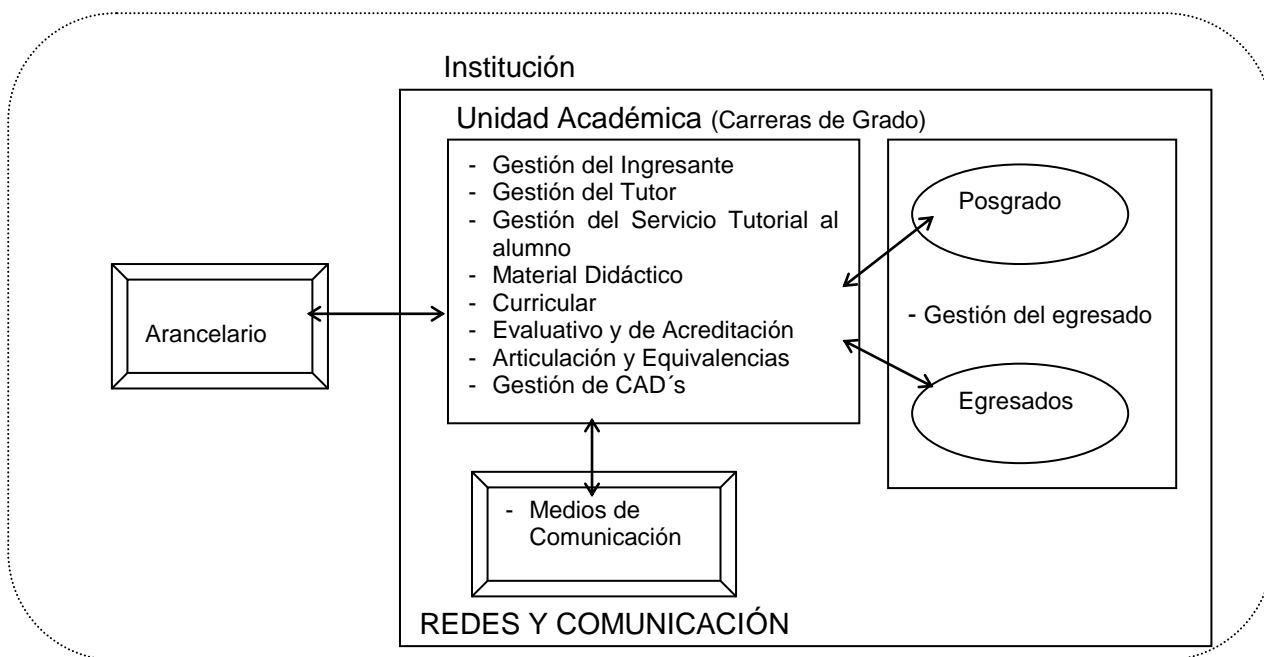 Institución
Unidad Académica (Carreras de Grado)
- Gestión del Ingresante
- Gestión del Tutor
- Gestión del Servicio Tutorial al
alumno
- Material Didáctico
- Curricular
- Evaluativo y de Acreditación
- Articulación y Equivalencias
- Gestión de CAD´s
Posgrado
- Gestión del egresado
Egresados
Arancelario
- Medios de
Comunicación
REDES Y COMUNICACIÓN